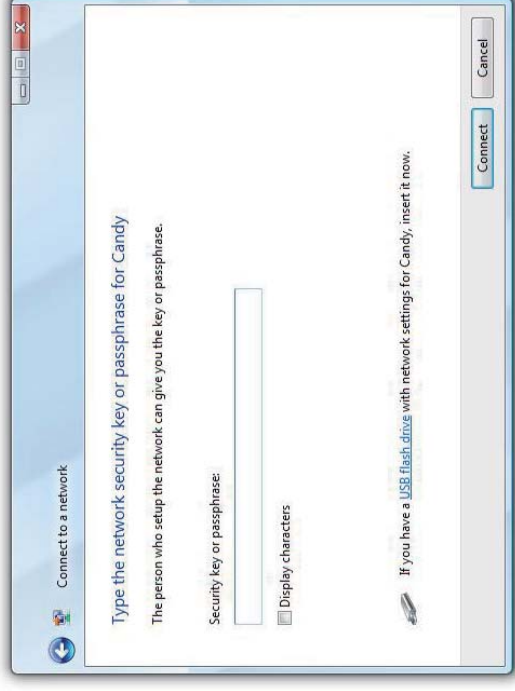 Connect to a network
Type the network security key or passphrase for Candy
The person who setup the network can give you the key or passphrase.
Security key or passphrase:
Display characters
If you have a USB flash drive with network settings for Candy, insert it now.
Connect
Cancel